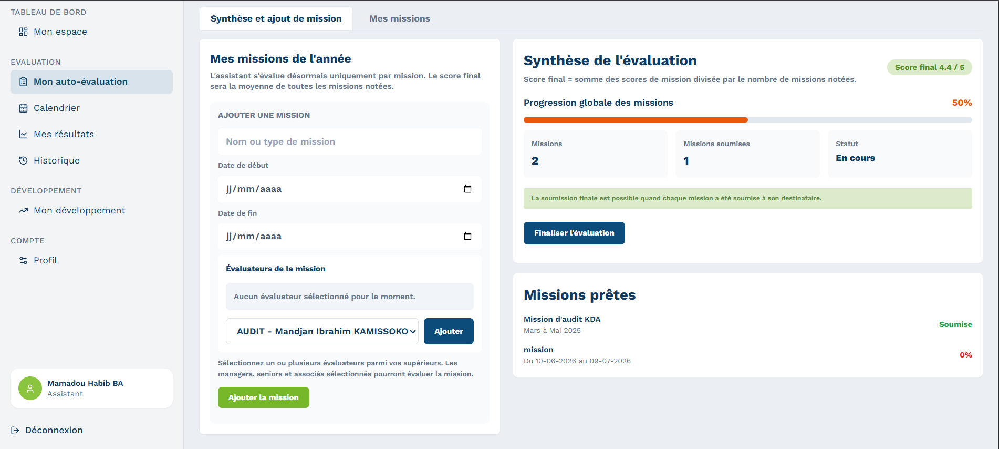 TABLEAU DE BORD
Mon espace
EVALUATION
Mon auto-évaluation
Calendrier
Mes résultats
Historique
DÉVELOPPEMENT
Mon développement
COMPTE
Profil
Mamadou Habib BA
Assistant
Déconnexion
Synthèse et ajout de mission
Mes missions
Mes missions de l'année
L'assistant s'évalue désormais uniquement par mission. Le score final
sera la moyenne de toutes les missions notées.
AJOUTER UNE MISSION
Nom ou type de mission
Date de début
jj/mm/aaaa
Date de fin
jj/mm/aaaa
Évaluateurs de la mission
Aucun évaluateur sélectionné pour le moment.
AUDIT - Mandjan Ibrahim KAMISSOKO
Ajouter
Sélectionnez un ou plusieurs évaluateurs parmi vos supérieurs. Les
managers, seniors et associés sélectionnés pourront évaluer la mission.
Ajouter la mission
Synthèse de l'évaluation
Score final 4.4 / 5
Score final = somme des scores de mission divisée par le nombre de missions notées.
Progression globale des missions
50%
Missions
2
Missions soumises
1
Statut
En cours
La soumission finale est possible quand chaque mission a été soumise à son destinataire.
Finaliser l'évaluation
Missions prêtes
Mission d'audit KDA
Mars à Mai 2025
Soumise
mission
Du 10-06-2026 au 09-07-2026
0%